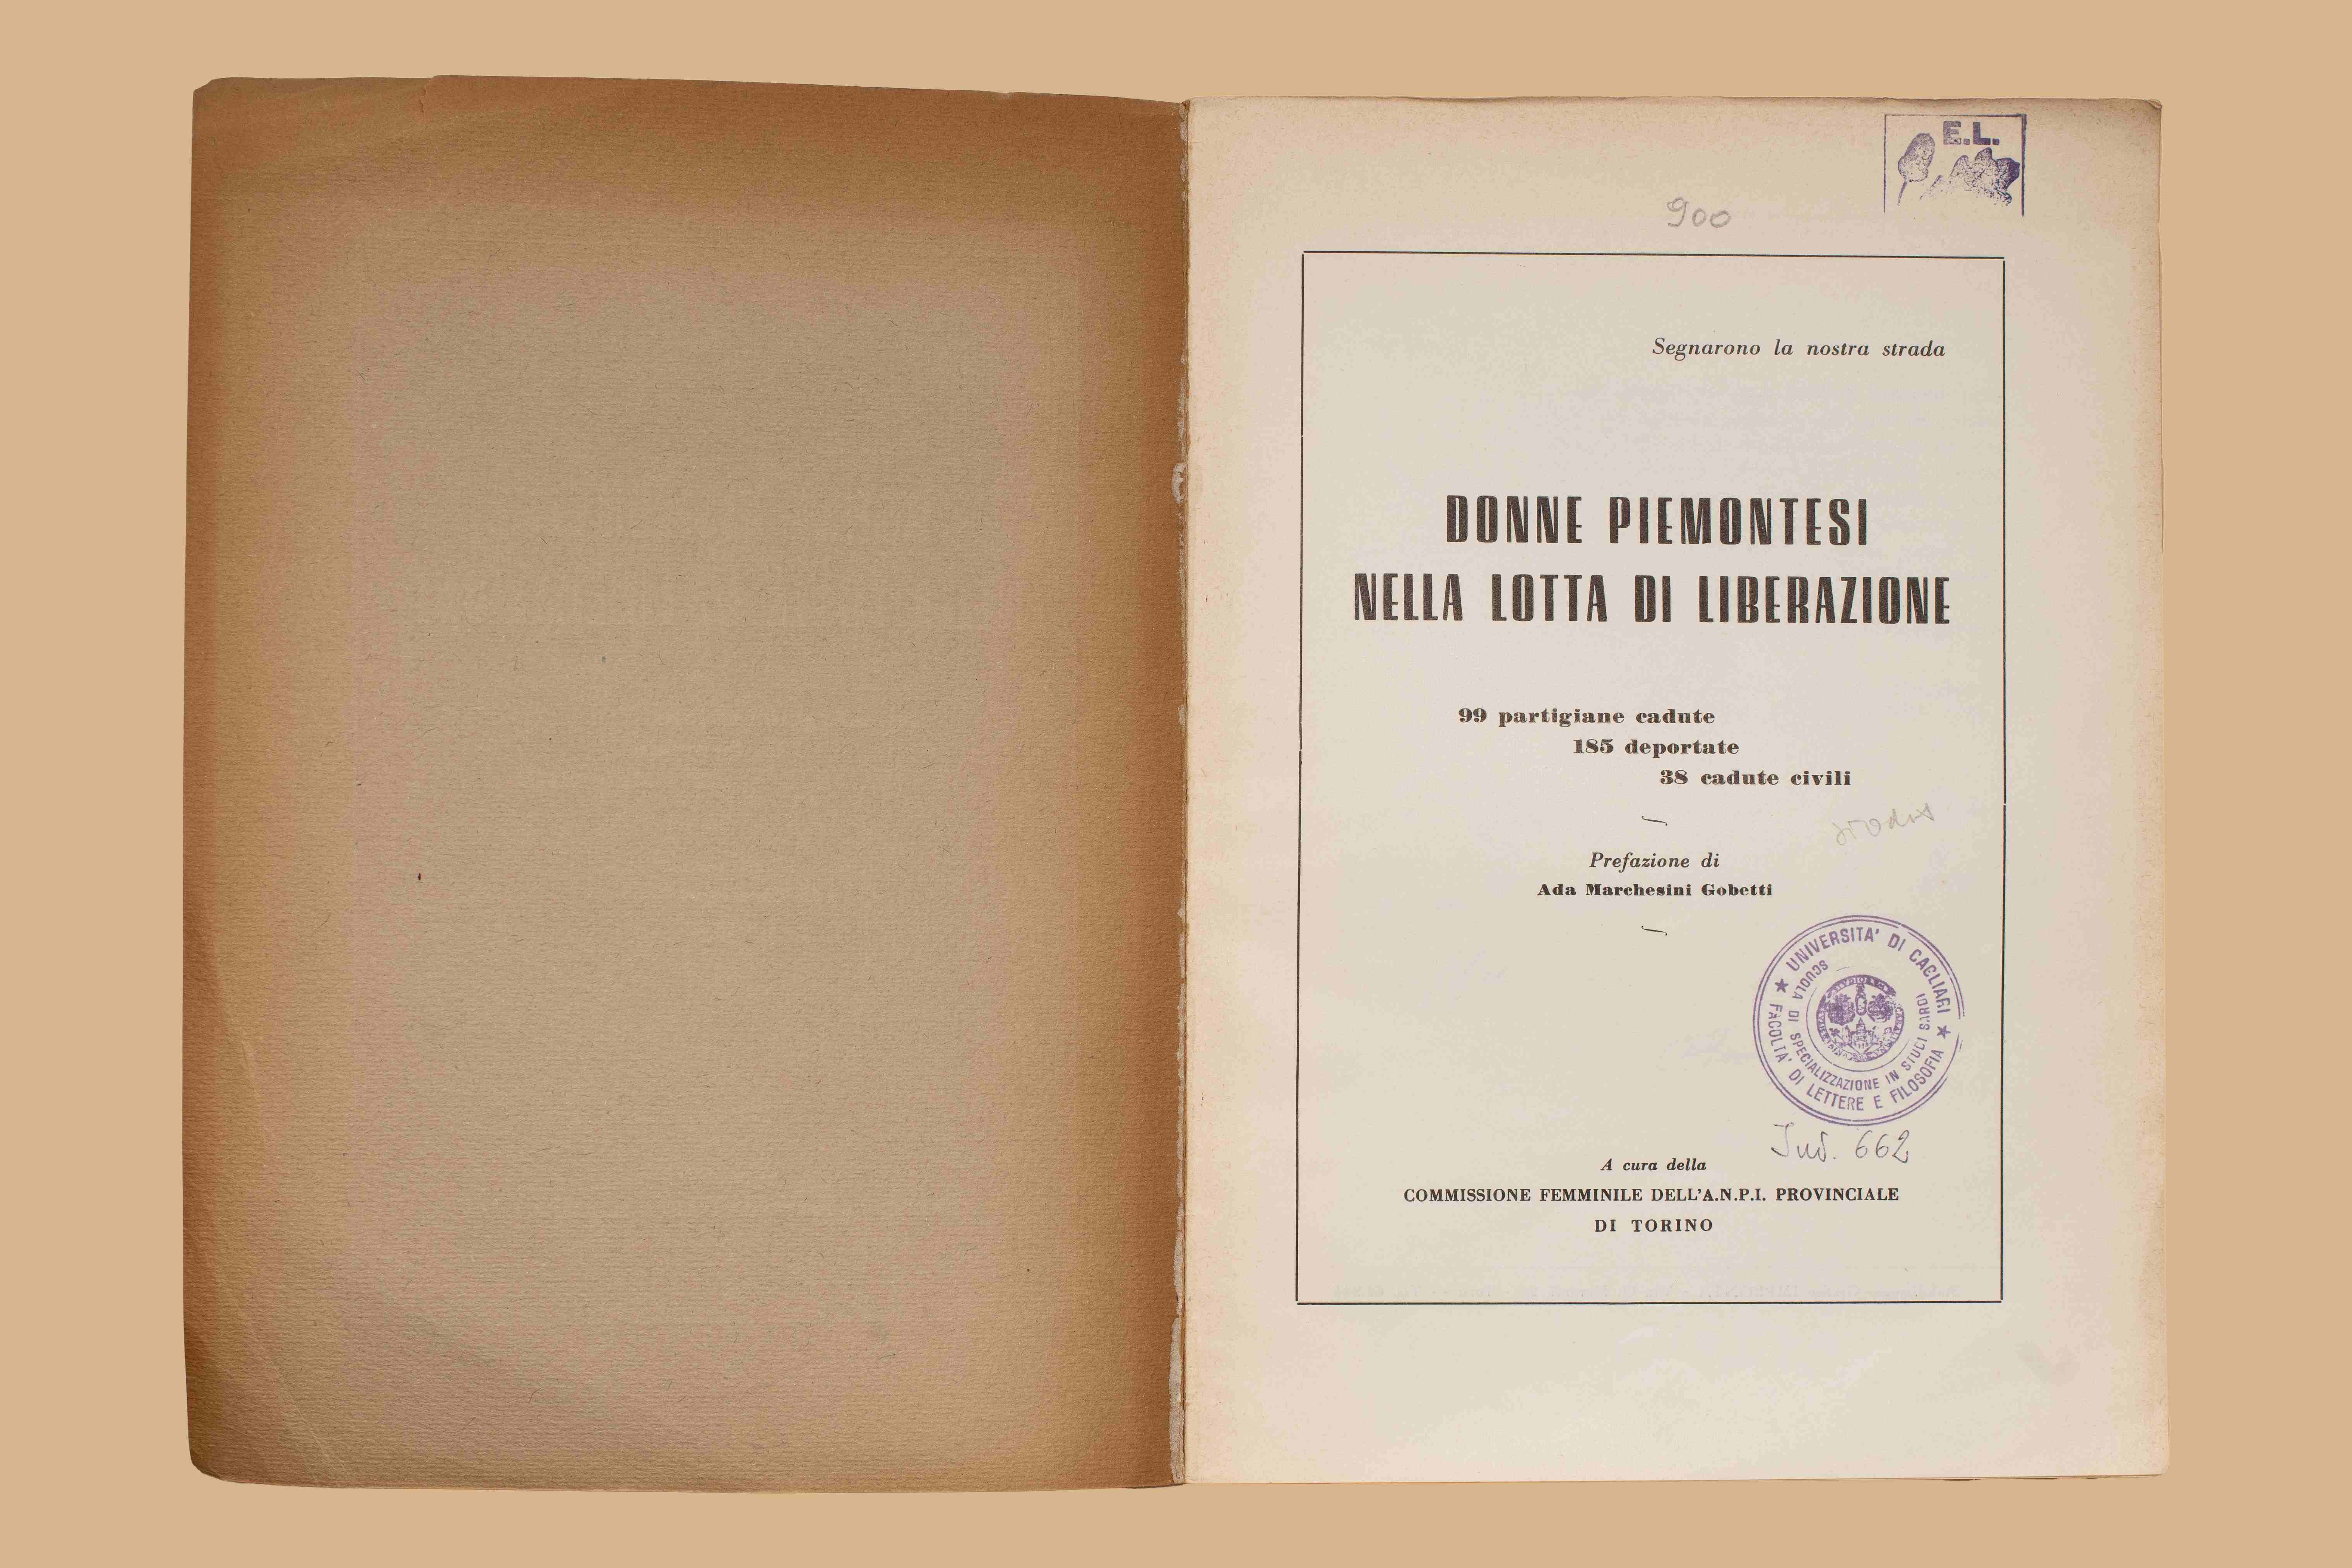 E.L.
900
Segnarono la nostra strada
DONNE PIEMONTESI
NELLA LOTTA DI LIBERAZIONE
99 partigiane cadute
185 deportate
38 cadute civili
Prefazione di
Ada Marchesini Gobetti
★ UNIVERSITA' DI CAGLIARI ★
FACOLTA' DI LETTERE E FILOSOFIA
SCUOLA DI SPECIALIZZAZIONE IN STUDI SARDI
662
A cura della
COMMISSIONE FEMMINILE DELL'A.N.P.I. PROVINCIALE
DI TORINO